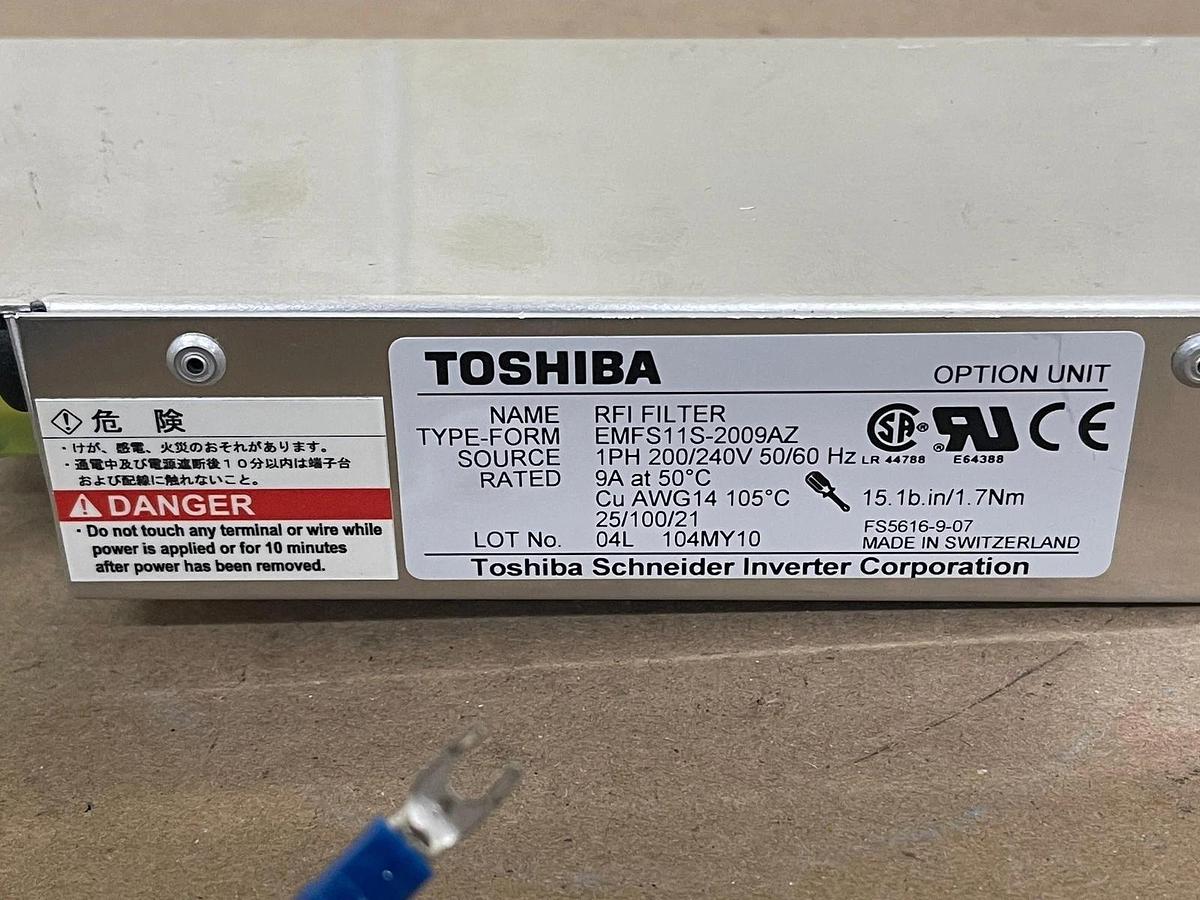 危 険
・けが、感電、火災のおそれがあります。
・通電中及び電源遮断後10分以内は端子台
および配線に触れないこと。
DANGER
・Do not touch any terminal or wire while
power is applied or for 10 minutes
after power has been removed.
TOSHIBA
OPTION UNIT
NAME RFI FILTER
TYPE-FORM EMFS11S-2009AZ
SOURCE 1PH 200/240V 50/60 Hz
RATED 9A at 50°C
Cu AWG14 105°C
25/100/21
LOT No. 04L 104MY10
SA ®
LR 44788
RU ®
E64388
CE
15.1b.in/1.7Nm
FS5616-9-07
MADE IN SWITZERLAND
Toshiba Schneider Inverter Corporation